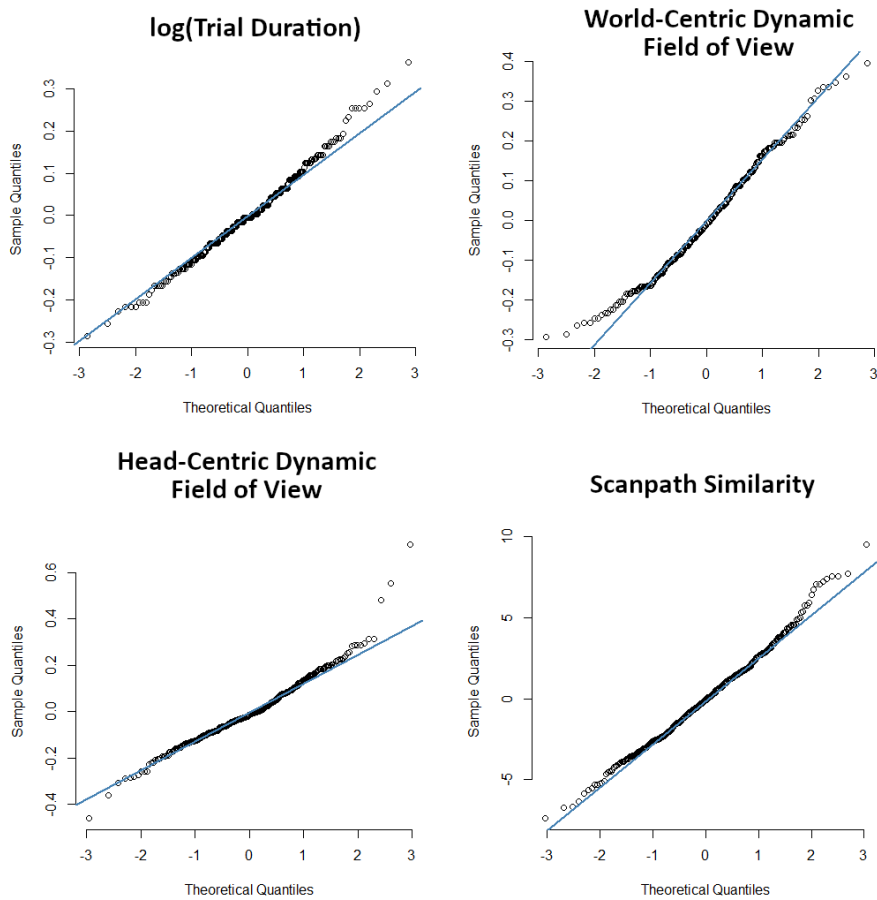 log(Trial Duration)
Sample Quantiles
0.3
0.2
0.1
0.0
-0.1
-0.2
-0.3
-3 -2 -1 0 1 2 3
Theoretical Quantiles
World-Centric Dynamic
Field of View
Sample Quantiles
0.4
0.3
0.2
0.1
0.0
-0.1
-0.2
-0.3
-3 -2 -1 0 1 2 3
Theoretical Quantiles
Head-Centric Dynamic
Field of View
Sample Quantiles
0.6
0.4
0.2
0.0
-0.2
-0.4
-3 -2 -1 0 1 2 3
Theoretical Quantiles
Scanpath Similarity
Sample Quantiles
10
5
0
-5
-3 -2 -1 0 1 2 3
Theoretical Quantiles